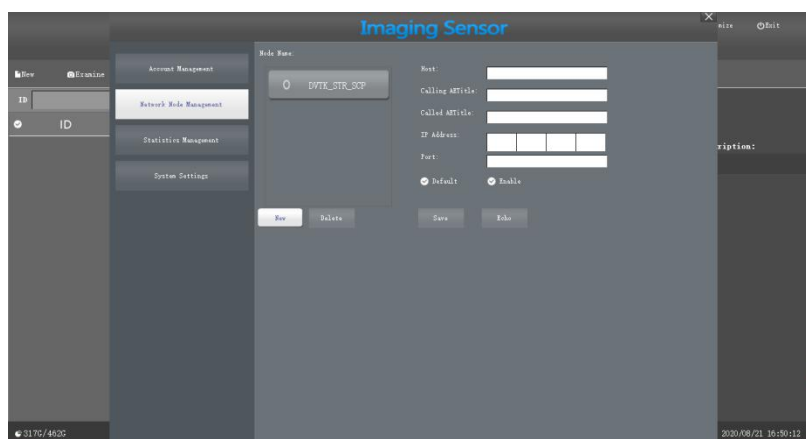 Imaging Sensor
nize Exit
New Examine
ID
ID
Account Management
Network Node Management
Statistics Management
System Settings
Node Name:
0 DVTK_STR_SCP
New Delete
Host:
Calling AETitle:
Called AETitle:
IP Address:
Port:
Default Enable
Save Echo
ription:
317G/462G
2020/08/21 16:50:12